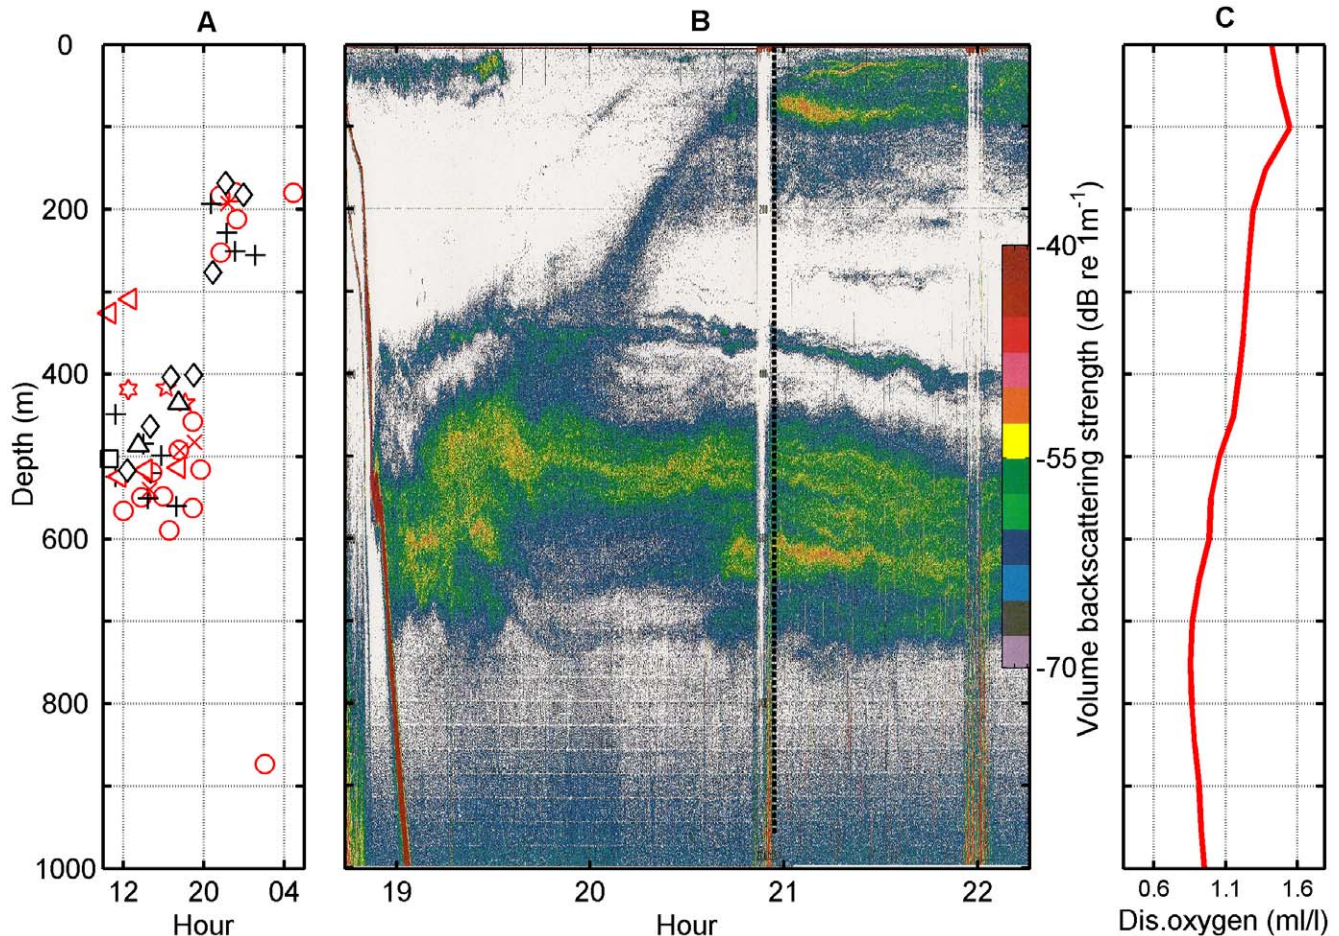 A B C
0
200
400
600
800
1000
Depth (m)
12 20 04
Hour
19 20 21 22
Hour
-40
-55
-70
Volume backscattering strength (dB re 1m-1)
0.6 1.1 1.6
Dis.oxygen (ml/l)